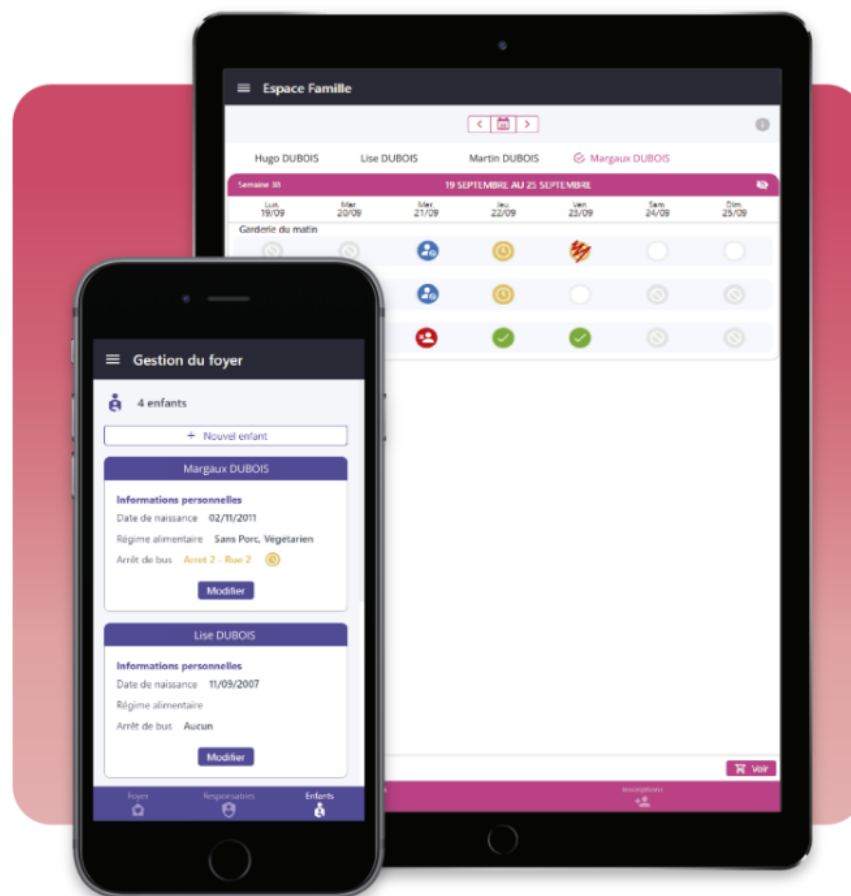 Espace Famille
Hugo DUBOIS Lise DUBOIS Martin DUBOIS Margaux DUBOIS
Semaine 38 19 SEPTEMBRE AU 25 SEPTEMBRE
Lun. Mar. Mer. Jeu. Ven. Sam. Dim.
19/09 20/09 21/09 22/09 23/09 24/09 25/09
Garderie du matin
Voir
Inscriptions
Gestion du foyer
4 enfants
+ Nouvel enfant
Margaux DUBOIS
Informations personnelles
Date de naissance 02/11/2011
Régime alimentaire Sans Porc, Végétarien
Arrêt de bus Arret 2 - Rue 2
Modifier
Lise DUBOIS
Informations personnelles
Date de naissance 11/09/2007
Régime alimentaire
Arrêt de bus Aucun
Modifier
Foyer Responsables Enfants